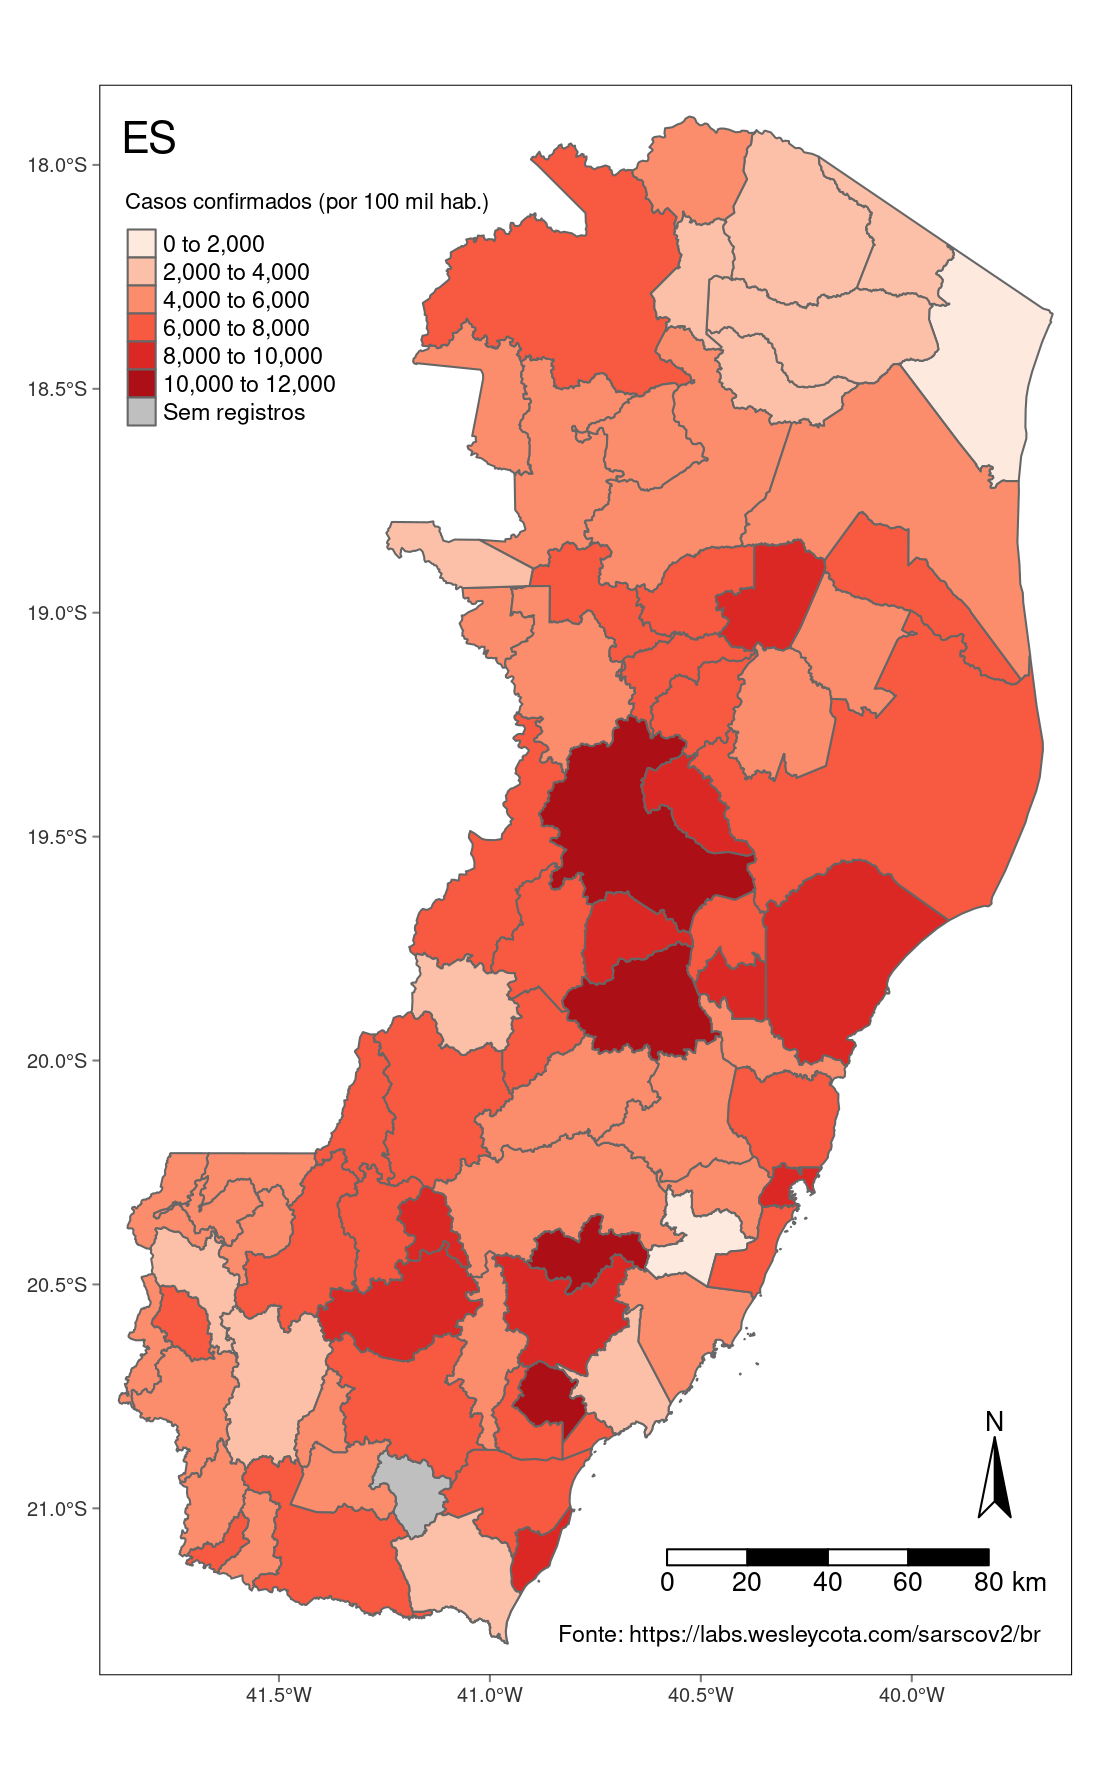 ES
Casos confirmados (por 100 mil hab.)
0 to 2,000
2,000 to 4,000
4,000 to 6,000
6,000 to 8,000
8,000 to 10,000
10,000 to 12,000
Sem registros
18.0°S
18.5°S
19.0°S
19.5°S
20.0°S
20.5°S
21.0°S
N
0 20 40 60 80 km
Fonte: https://labs.wesleycota.com/sarscov2/br
41.5°W 41.0°W 40.5°W 40.0°W